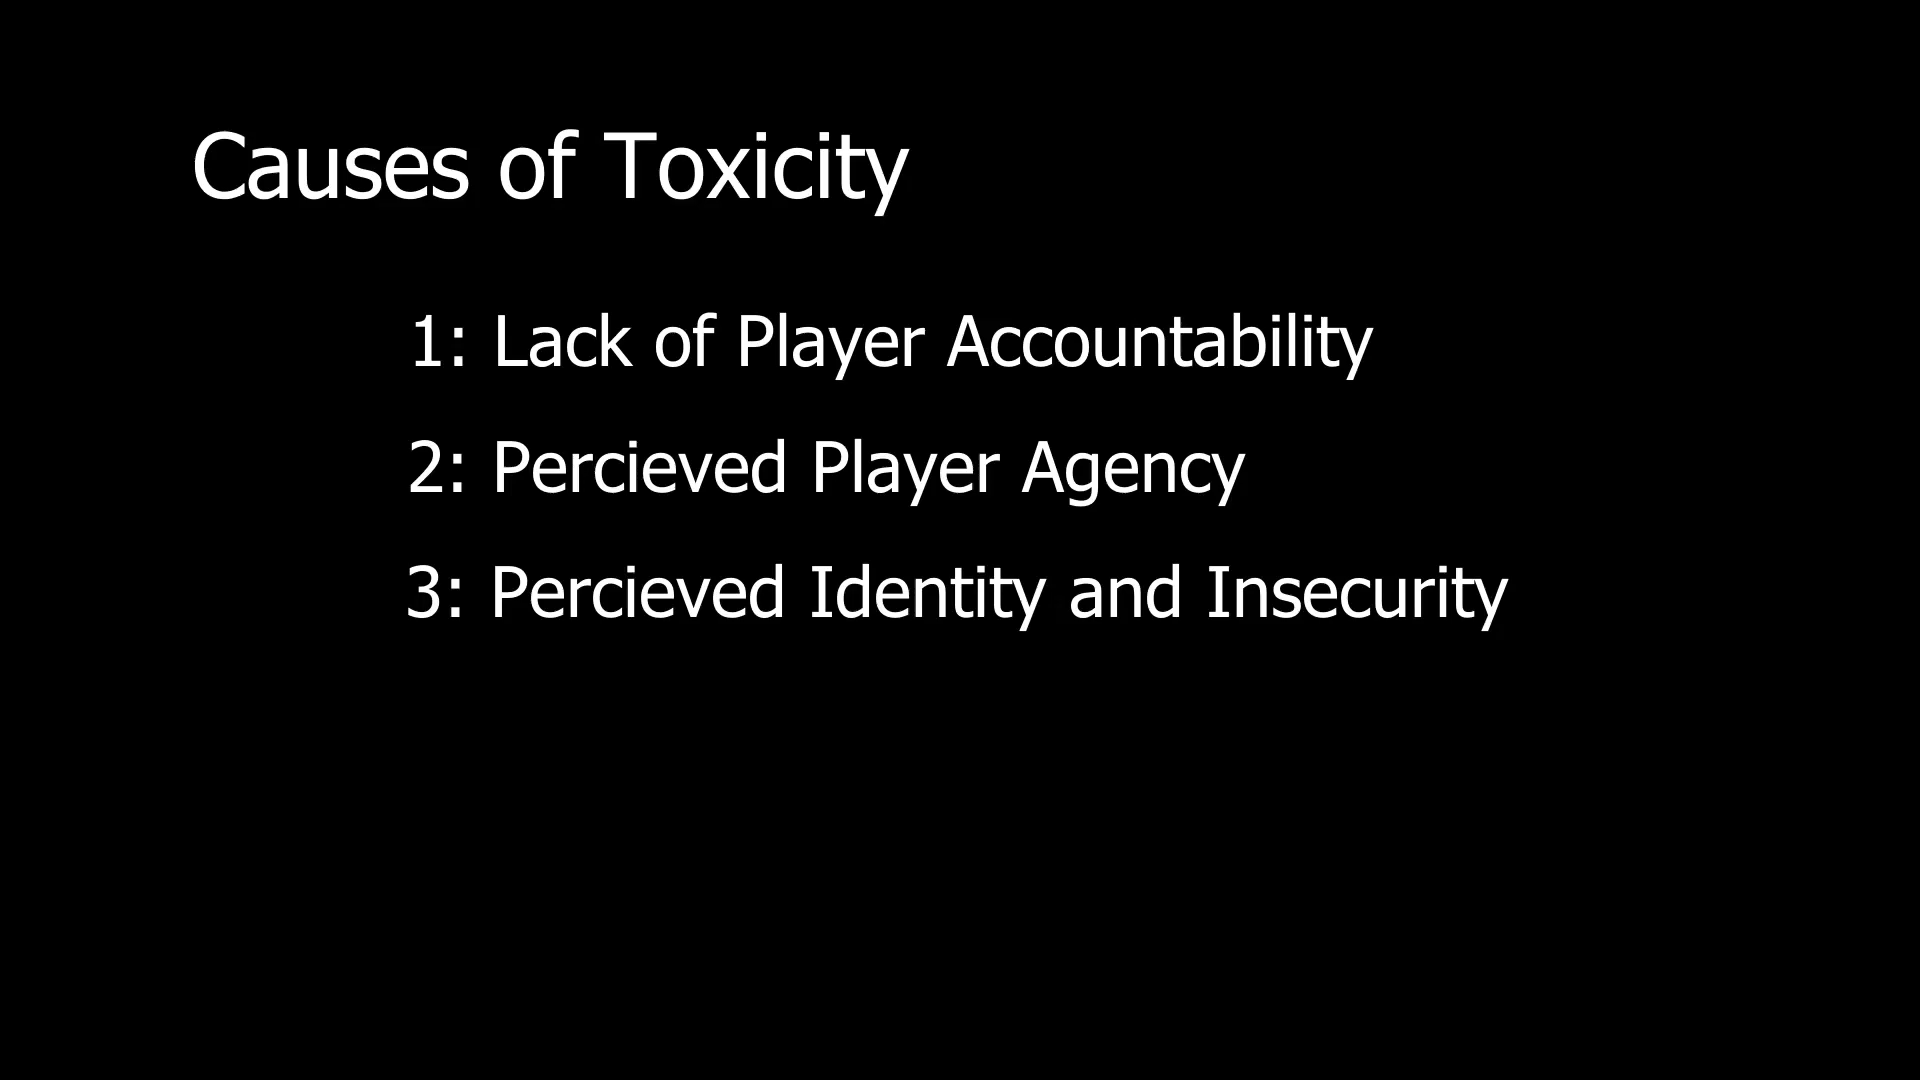 Causes of Toxicity
1: Lack of Player Accountability
2: Percieved Player Agency
3: Percieved Identity and Insecurity